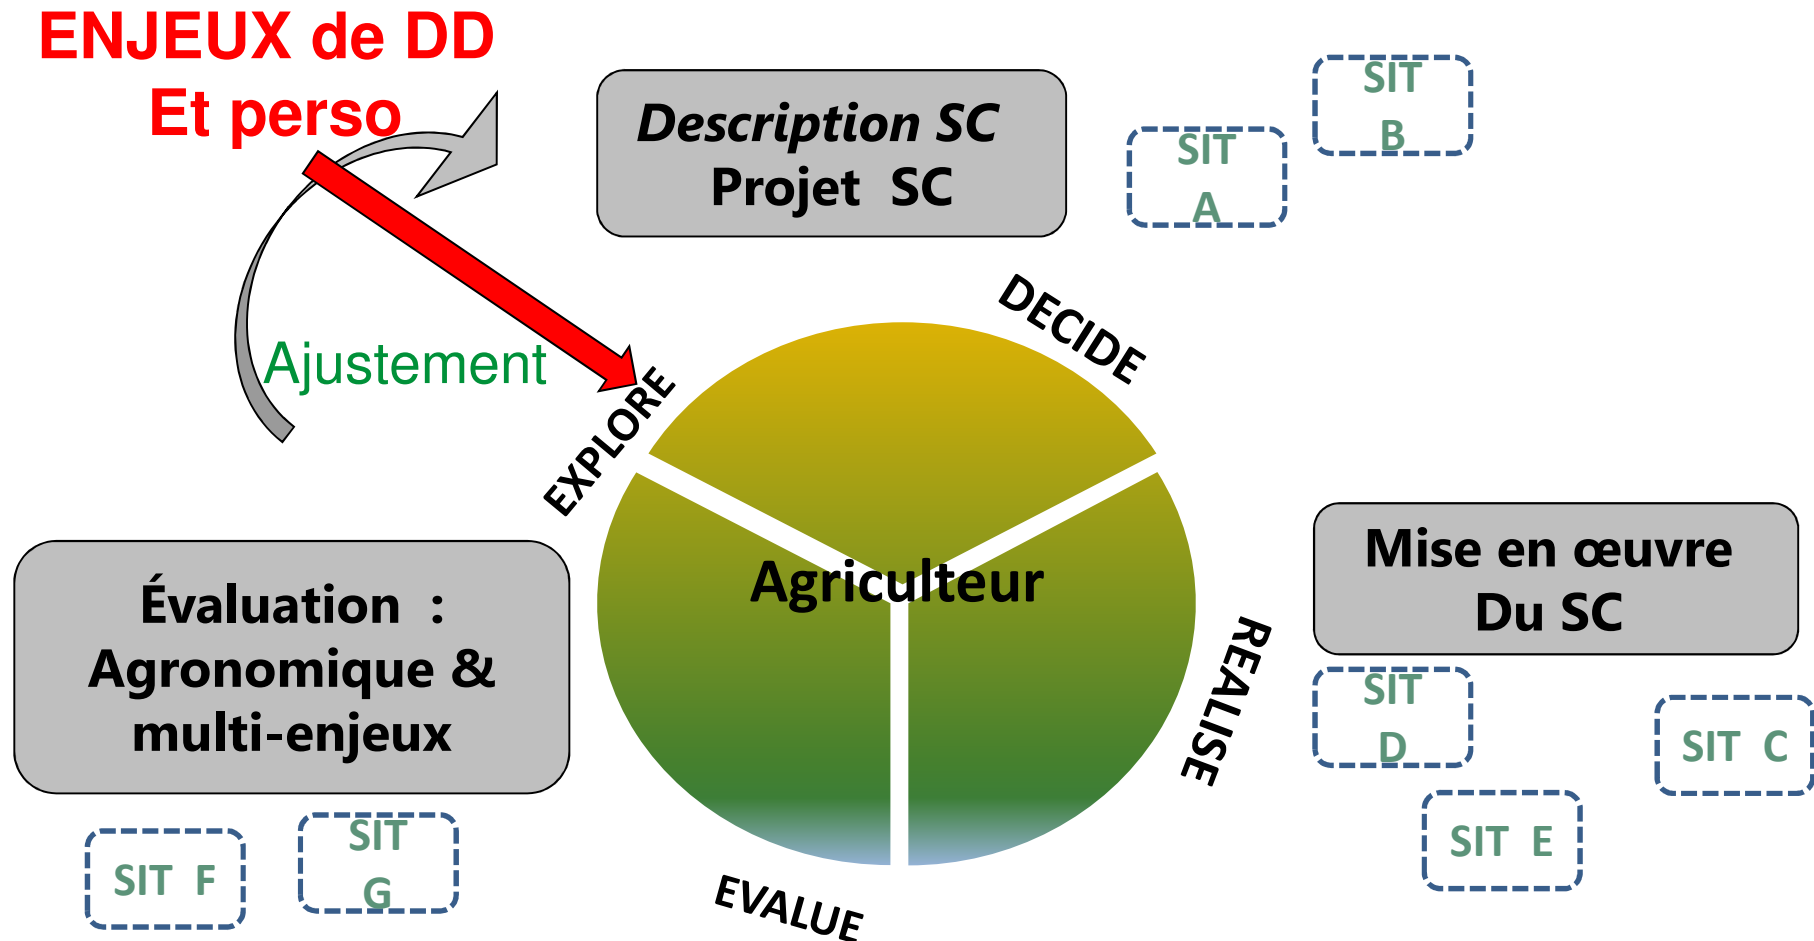 ENJEUX de DD
Et perso
Description SC
Projet SC
SIT
A
SIT
B
Ajustement
EXPLORE
DECIDE
Agriculteur
REALISE
EVALUE
Évaluation :
Agronomique &
multi-enjeux
Mise en œuvre
Du SC
SIT
D
SIT C
SIT E
SIT F
SIT
G